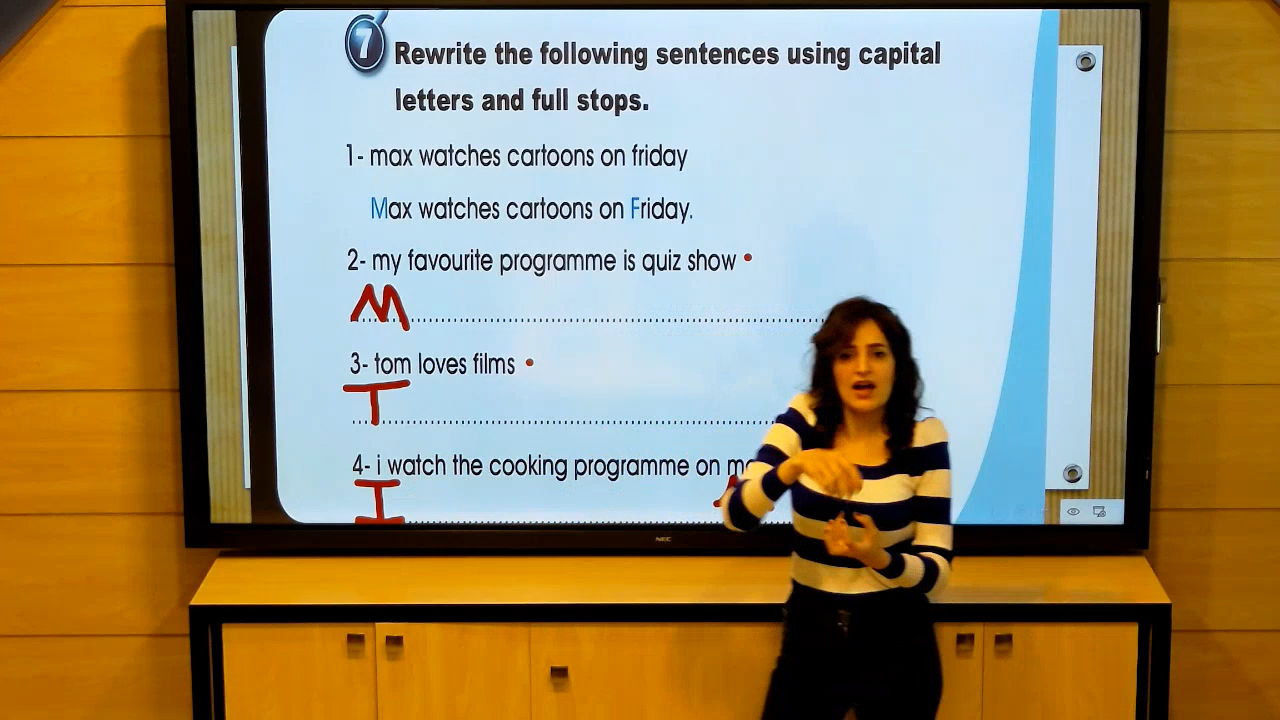 7 Rewrite the following sentences using capital
letters and full stops.
1- max watches cartoons on friday
Max watches cartoons on Friday.
2- my favourite programme is quiz show •
M
3- tom loves films •
T
4- i watch the cooking programme on
I
NEC